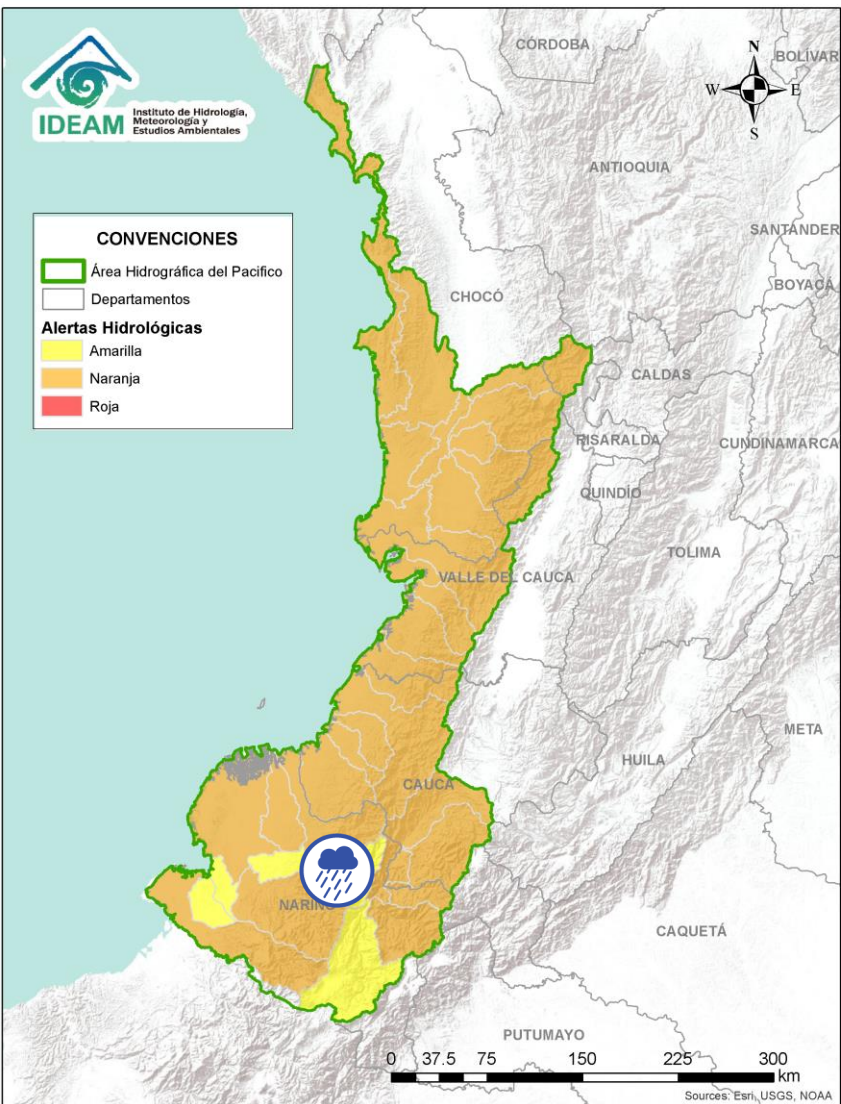 IDEAM
Instituto de Hidrología,
Meteorología y
Estudios Ambientales
CÓRDOBA
BOLÍVAR
N
W
E
S
ANTIOQUIA
SANTANDER
BOYACÁ
CONVENCIONES
Área Hidrográfica del Pacifico
Departamentos
Alertas Hidrológicas
Amarilla
Naranja
Roja
CHOCÓ
CALDAS
RISARALDA
CUNDINAMARCA
QUINDÍO
TOLIMA
VALLE DEL CAUCA
META
HUILA
CAUCA
NARIÑO
CAQUETÁ
PUTUMAYO
0 37.5 75 150 225 300
km
Sources: Esri, USGS, NOAA